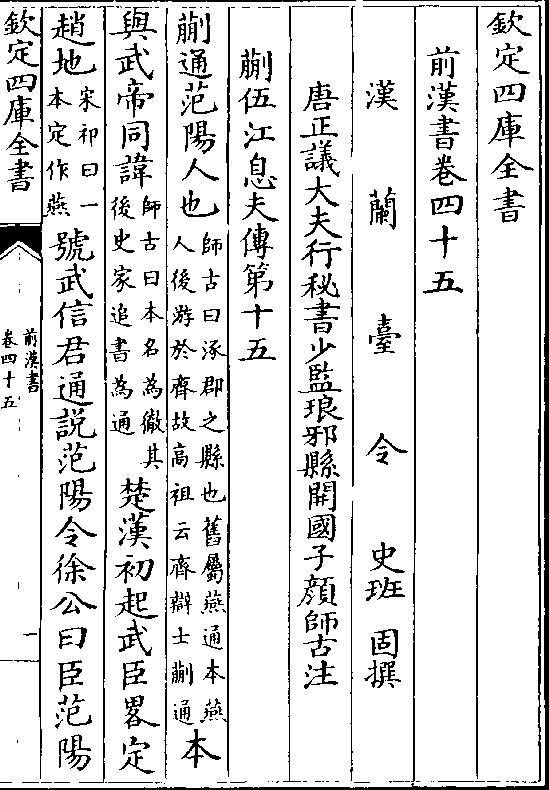 欽定四庫全書
前漢書卷四十五
漢蘭臺令史班固撰
唐正議大夫行秘書少監琅邪縣開國子顔師古注
蒯伍江息夫傳第十五
蒯通范陽人也師古曰涿郡之縣也舊屬燕通本燕人後游於齊故高祖云齊辯士蒯通本
與武帝同諱師古曰本名為徹其後史家追書為通楚漢初起武臣畧定
趙地宋祁曰一本定作燕號武信君通說范陽令徐公曰臣范陽
欽定四庫全書
前漢書
卷四十五
一